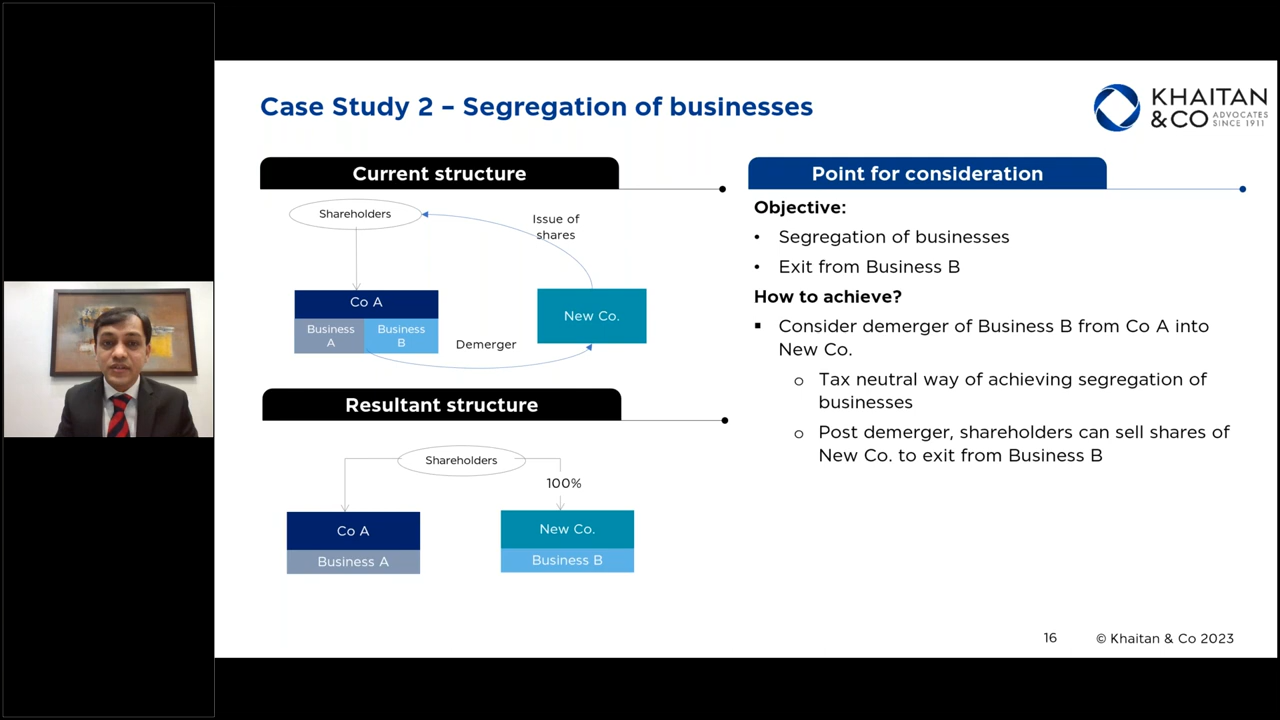 Case Study 2 – Segregation of businesses
KHAITAN
& CO ADVOCATES
SINCE 1911
Current structure
Shareholders
Issue of
shares
Co A
Business
A
Business
B
New Co.
Demerger
Resultant structure
Shareholders
100%
Co A
Business A
New Co.
Business B
Point for consideration
Objective:
• Segregation of businesses
• Exit from Business B
How to achieve?
▪ Consider demerger of Business B from Co A into
New Co.
o Tax neutral way of achieving segregation of
businesses
o Post demerger, shareholders can sell shares of
New Co. to exit from Business B
16
© Khaitan & Co 2023